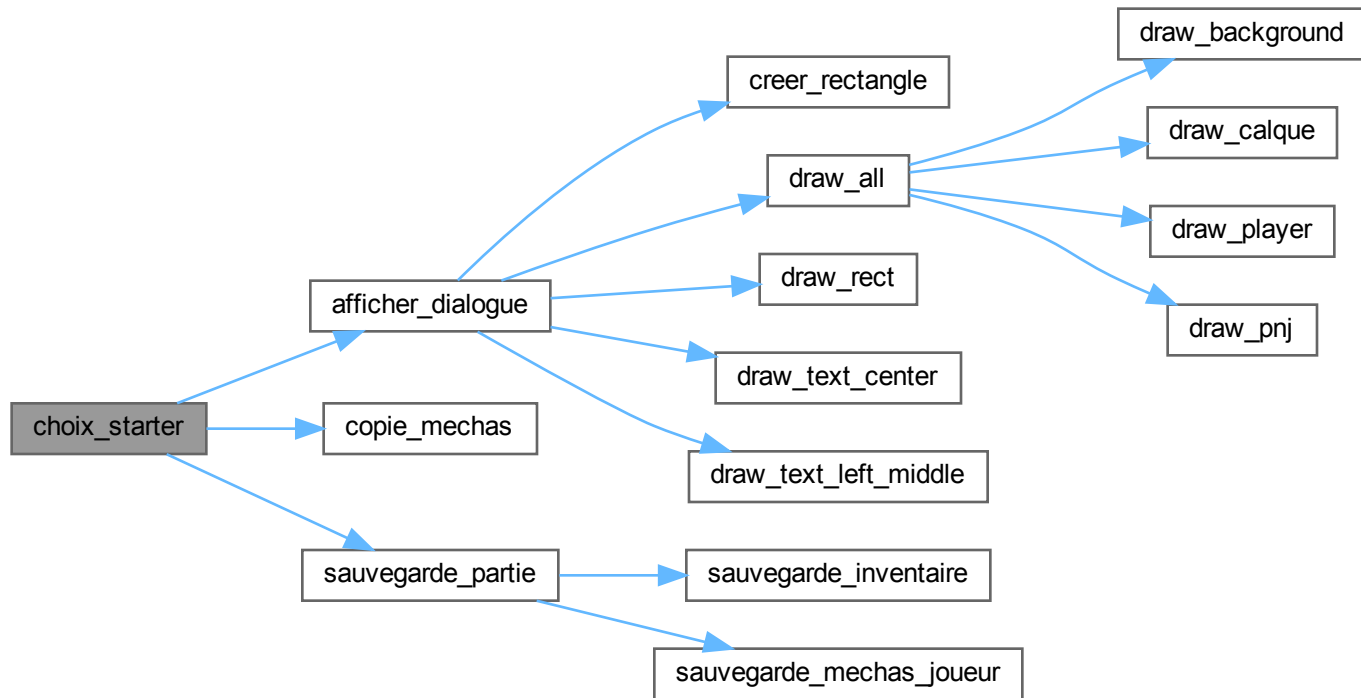 draw_background
creer_rectangle
draw_calque
draw_all
draw_player
draw_rect
afficher_dialogue
draw_pnj
draw_text_center
choix_starter
copie_mechas
draw_text_left_middle
sauvegarde_partie
sauvegarde_inventaire
sauvegarde_mechas_joueur